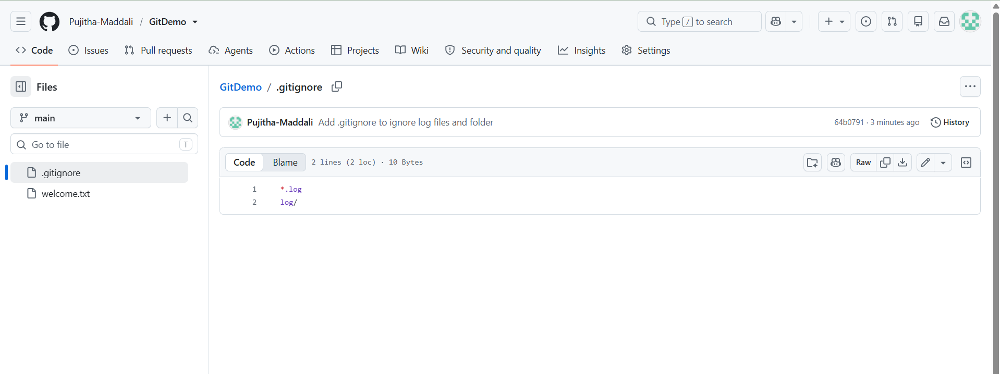 Pujitha-Maddali / GitDemo
Type / to search
Code Issues Pull requests Agents Actions Projects Wiki Security and quality Insights Settings
Files
main
Go to file T
.gitignore
welcome.txt
GitDemo / .gitignore
Pujitha-Maddali Add .gitignore to ignore log files and folder 64b0791 · 3 minutes ago History
Code Blame 2 lines (2 loc) · 10 Bytes Raw
1 *.log
2 log/